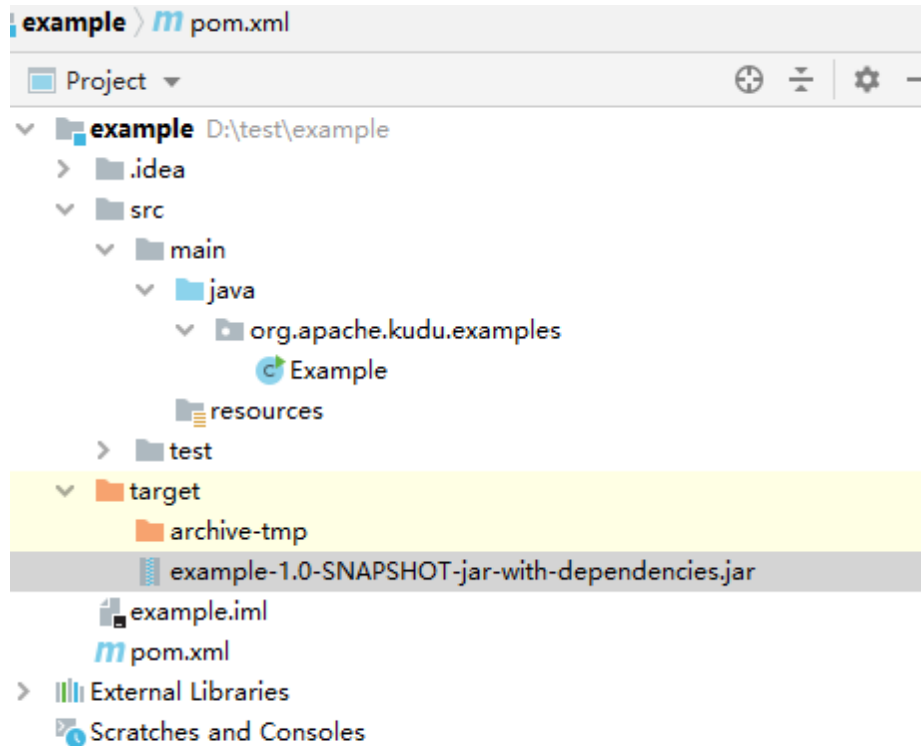 example pom.xml
Project
example D:\test\example
.idea
src
main
java
org.apache.kudu.examples
Example
resources
test
target
archive-tmp
example-1.0-SNAPSHOT-jar-with-dependencies.jar
example.iml
pom.xml
External Libraries
Scratches and Consoles